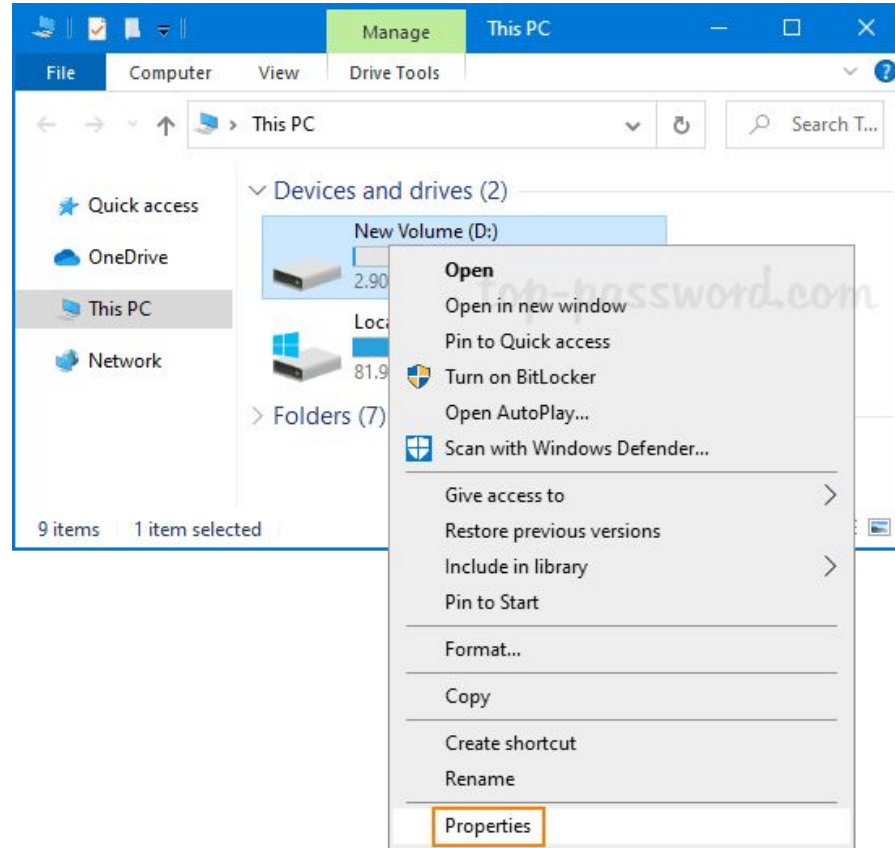 Manage
This PC
File
Computer
View
Drive Tools
This PC
Search T...
Quick access
OneDrive
This PC
Network
Devices and drives (2)
New Volume (D:)
2.90
Loca
81.9
Folders (7)
Open
Open in new window
Pin to Quick access
Turn on BitLocker
Open AutoPlay...
Scan with Windows Defender...
Give access to
Restore previous versions
Include in library
Pin to Start
Format...
Copy
Create shortcut
Rename
Properties
9 items
1 item selected
top-password.com